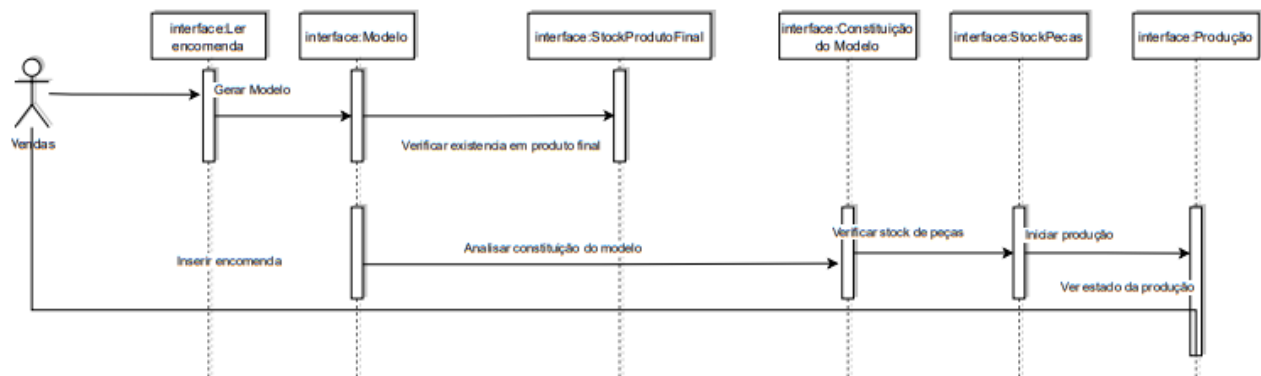 interface:Ler
encomenda
interface:Modelo
interface:StockProdutoFinal
interface:Constituição
do Modelo
interface:StockPecas
interface:Produção
Gerar Modelo
Vendas
Verificar existencia em produto final
Verificar stock de peças
Iniciar produção
Analisar constituição do modelo
Inserir encomenda
Ver estado da produção